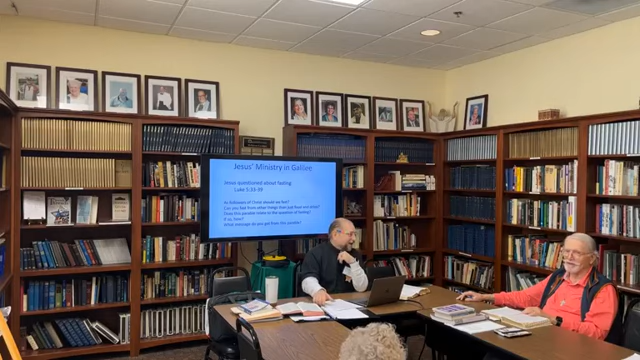 Jesus' Ministry in Galilee
Jesus questioned about fasting
Luke 5:33-39
As followers of Christ should we fast?
Can you fast from other things than just food and drink?
Does this parable relate to the question of fasting?
If so, how?
What message do you get from this parable?